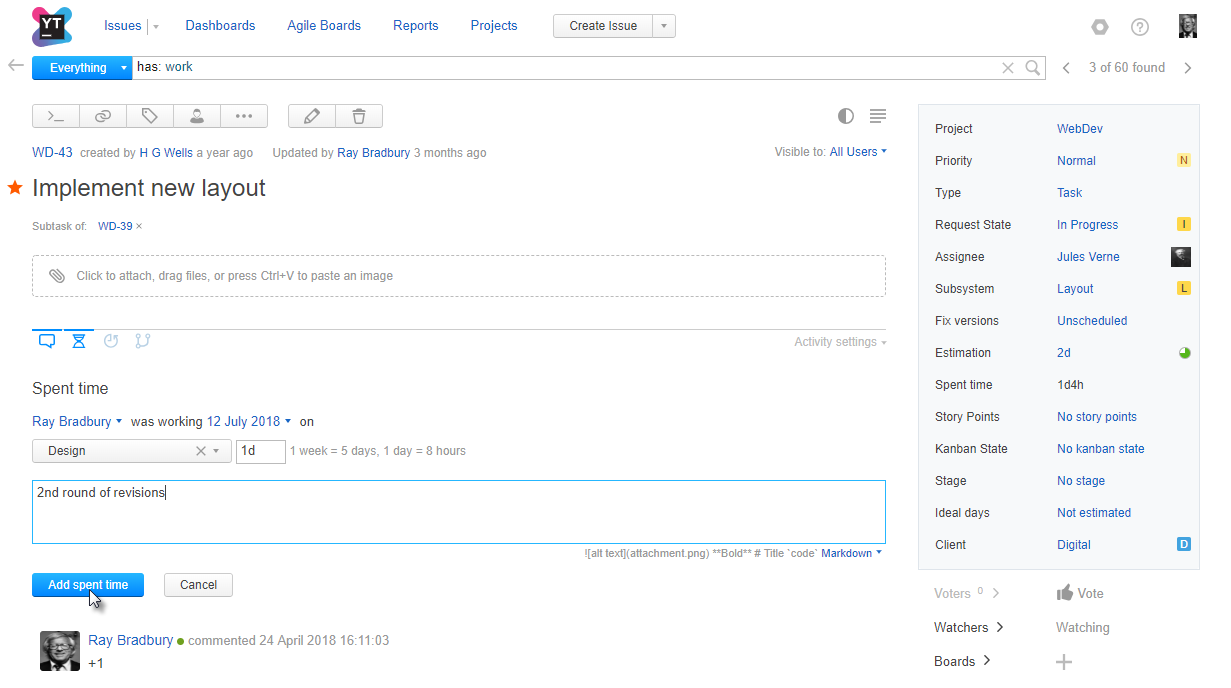 YT Issues Dashboards Agile Boards Reports Projects Create Issue
Everything has: work 3 of 60 found
WD-43 created by H G Wells a year ago Updated by Ray Bradbury 3 months ago Visible to: All Users
Implement new layout
Subtask of: WD-39 ×
Click to attach, drag files, or press Ctrl+V to paste an image
Activity settings
Spent time
Ray Bradbury was working 12 July 2018 on
Design 1d 1 week = 5 days, 1 day = 8 hours
2nd round of revisions
![alt text](attachment.png) **Bold** # Title `code` Markdown
Add spent time Cancel
Ray Bradbury commented 24 April 2018 16:11:03
+1
Project WebDev
Priority Normal N
Type Task
Request State In Progress I
Assignee Jules Verne
Subsystem Layout L
Fix versions Unscheduled
Estimation 2d
Spent time 1d4h
Story Points No story points
Kanban State No kanban state
Stage No stage
Ideal days Not estimated
Client Digital D
Voters 0 Vote
Watchers Watching
Boards